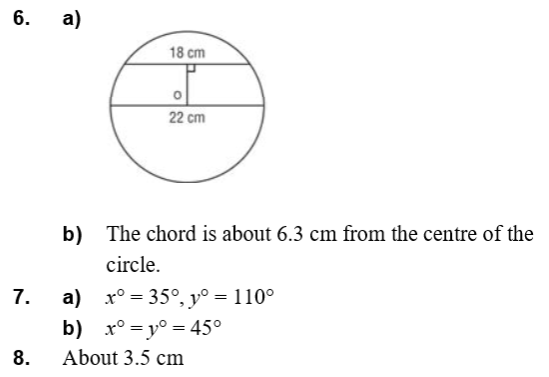 6. a)
18 cm
O
22 cm
b) The chord is about 6.3 cm from the centre of the
circle.
7. a) x° = 35°, y° = 110°
b) x° = y° = 45°
8. About 3.5 cm